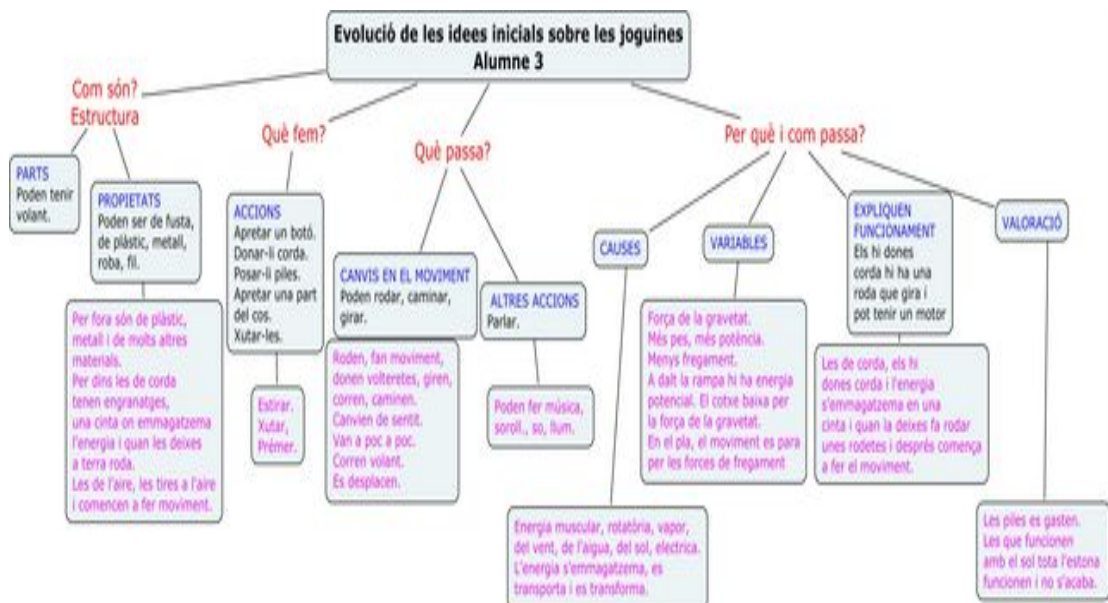 Evolució de les idees inicials sobre les joguines
Alumne 3
Com són?
Estructura
PARTS
Poden tenir
volant.
PROPIETATS
Poden ser de fusta,
de plàstic, metall,
roba, fil.
Per fora són de plàstic,
metall i de molts altres
materials.
Per dins les de corda
tenen engranatges,
una cinta on emmagatzema
l'energia i quan les deixes
a terra roda.
Les de l'aire, les tires a l'aire
i comencen a fer moviment.
Què fem?
ACCIONS
Apretar un botó.
Donar-li corda.
Posar-li piles.
Apretar una part
del cos.
Xutar-les.
Estirar.
Xutar,
Prémer.
Què passa?
CANVIS EN EL MOVIMENT
Poden rodar, caminar,
girar.
Roden, fan moviment,
donen volteretes, giren,
corren, caminen.
Canvien de sentit.
Van a poc a poc.
Corren volant.
Es desplacen.
ALTRES ACCIONS
Parlar.
Poden fer música,
soroll., so, llum.
Per què i com passa?
CAUSES
Energia muscular, rotatòria, vapor,
del vent, de l'aigua, del sol, electrica.
L'energia s'emmagatzema, es
transporta i es transforma.
VARIABLES
Força de la gravetat.
Més pes, més potència.
Menys fregament.
A dalt la rampa hi ha energia
potencial. El cotxe baixa per
la força de la gravetat.
En el pla, el moviment es para
per les forces de fregament
EXPLIQUEN
FUNCIONAMENT
Els hi dones
corda hi ha una
roda que gira i
pot tenir un motor
Les de corda, els hi
dones corda i l'energia
s'emmagatzema en una
cinta i quan la deixes fa rodar
unes rodetes i desprès comença
a fer el moviment.
VALORACIÓ
Les piles es gasten.
Les que funcionen
amb el sol tota l'estona
funcionen i no s'acaba.